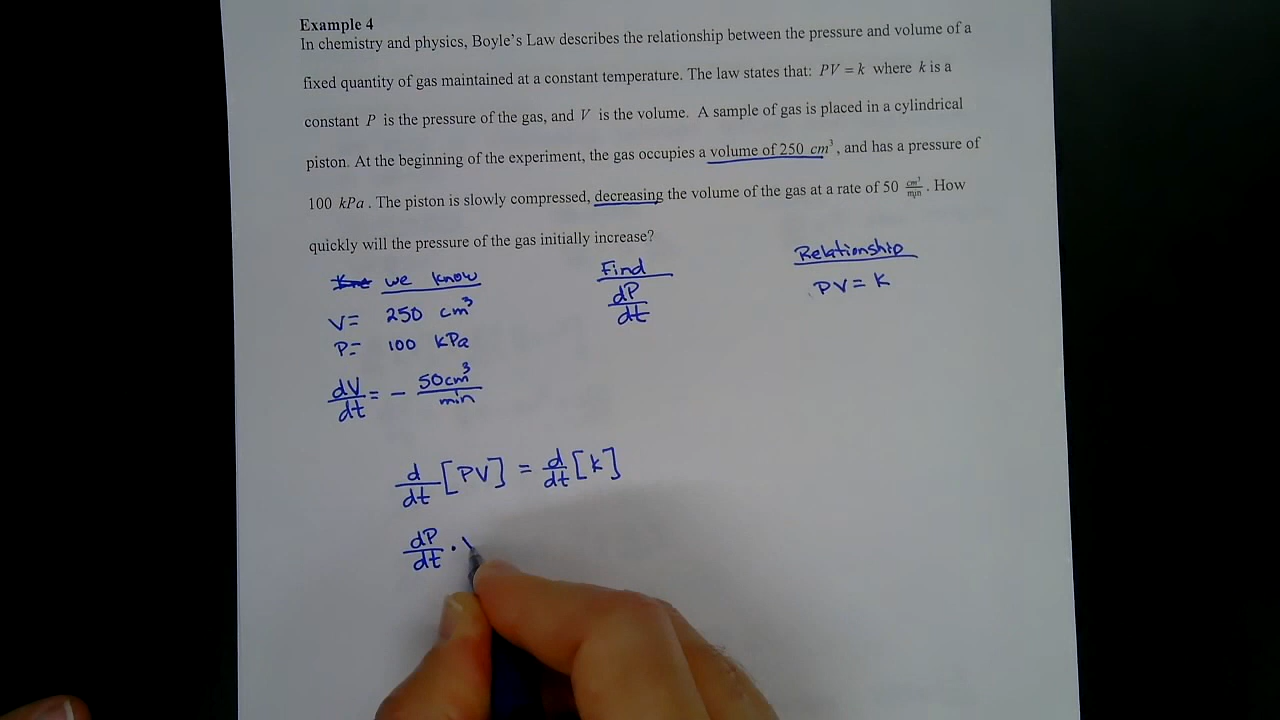 Example 4
In chemistry and physics, Boyle's Law describes the relationship between the pressure and volume of a
fixed quantity of gas maintained at a constant temperature. The law states that: PV = k where k is a
constant P is the pressure of the gas, and V is the volume. A sample of gas is placed in a cylindrical
piston. At the beginning of the experiment, the gas occupies a volume of 250 cm³, and has a pressure of
100 kPa. The piston is slowly compressed, decreasing the volume of the gas at a rate of 50 cm³/min. How
quickly will the pressure of the gas initially increase?
we know
V= 250 cm³
P= 100 kPa
dV/dt = - 50cm³/min
Find
dP/dt
Relationship
PV = K
d/dt [PV] = d/dt [k]
dP/dt ·